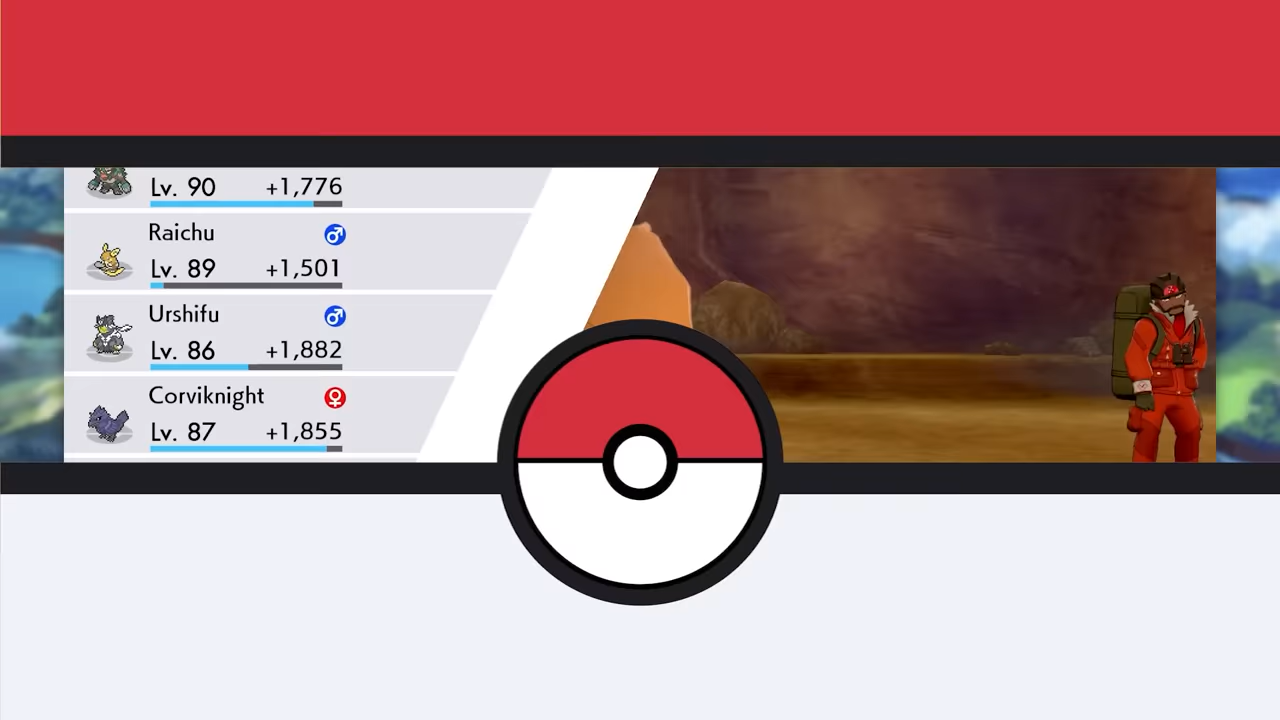 Lv. 90 +1,776
Raichu ♂
Lv. 89 +1,501
Urshifu ♂
Lv. 86 +1,882
Corviknight ♀
Lv. 87 +1,855